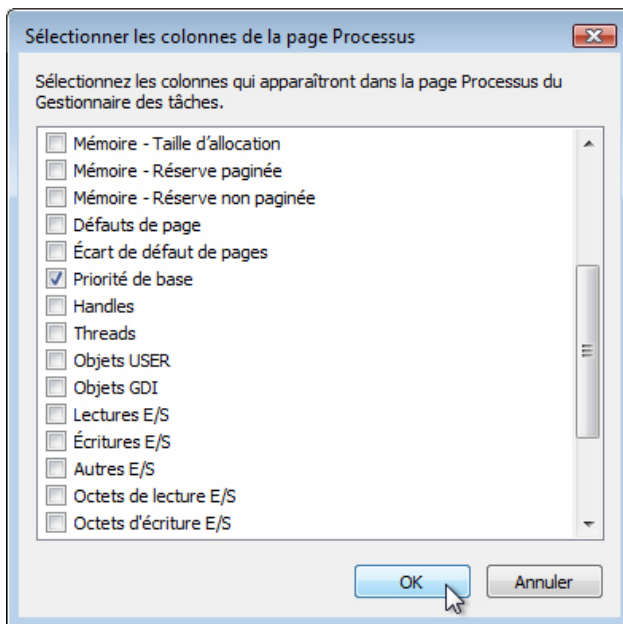 Sélectionner les colonnes de la page Processus
Sélectionnez les colonnes qui apparaîtront dans la page Processus du
Gestionnaire des tâches.
Mémoire - Taille d’allocation
Mémoire - Réserve paginée
Mémoire - Réserve non paginée
Défauts de page
Écart de défaut de pages
Priorité de base
Handles
Threads
Objets USER
Objets GDI
Lectures E/S
Écritures E/S
Autres E/S
Octets de lecture E/S
Octets d'écriture E/S
OK
Annuler